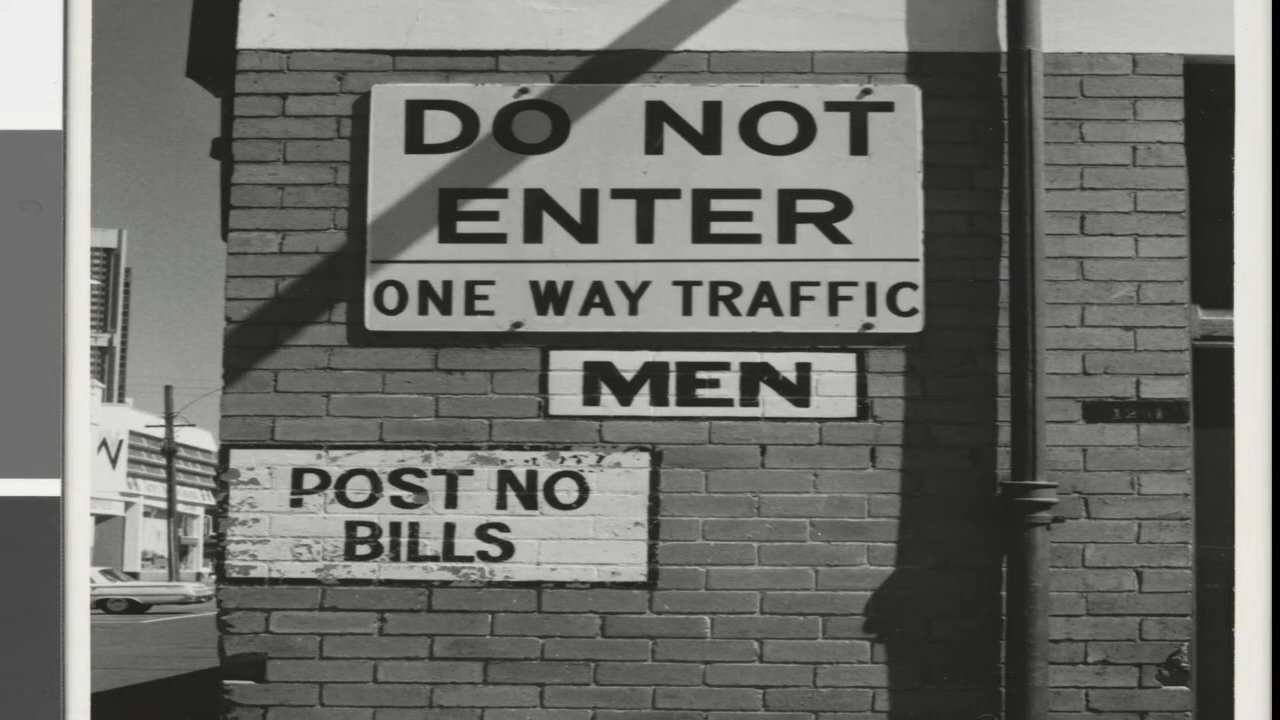 DO NOT
ENTER
ONE WAY TRAFFIC
MEN
POST NO
BILLS